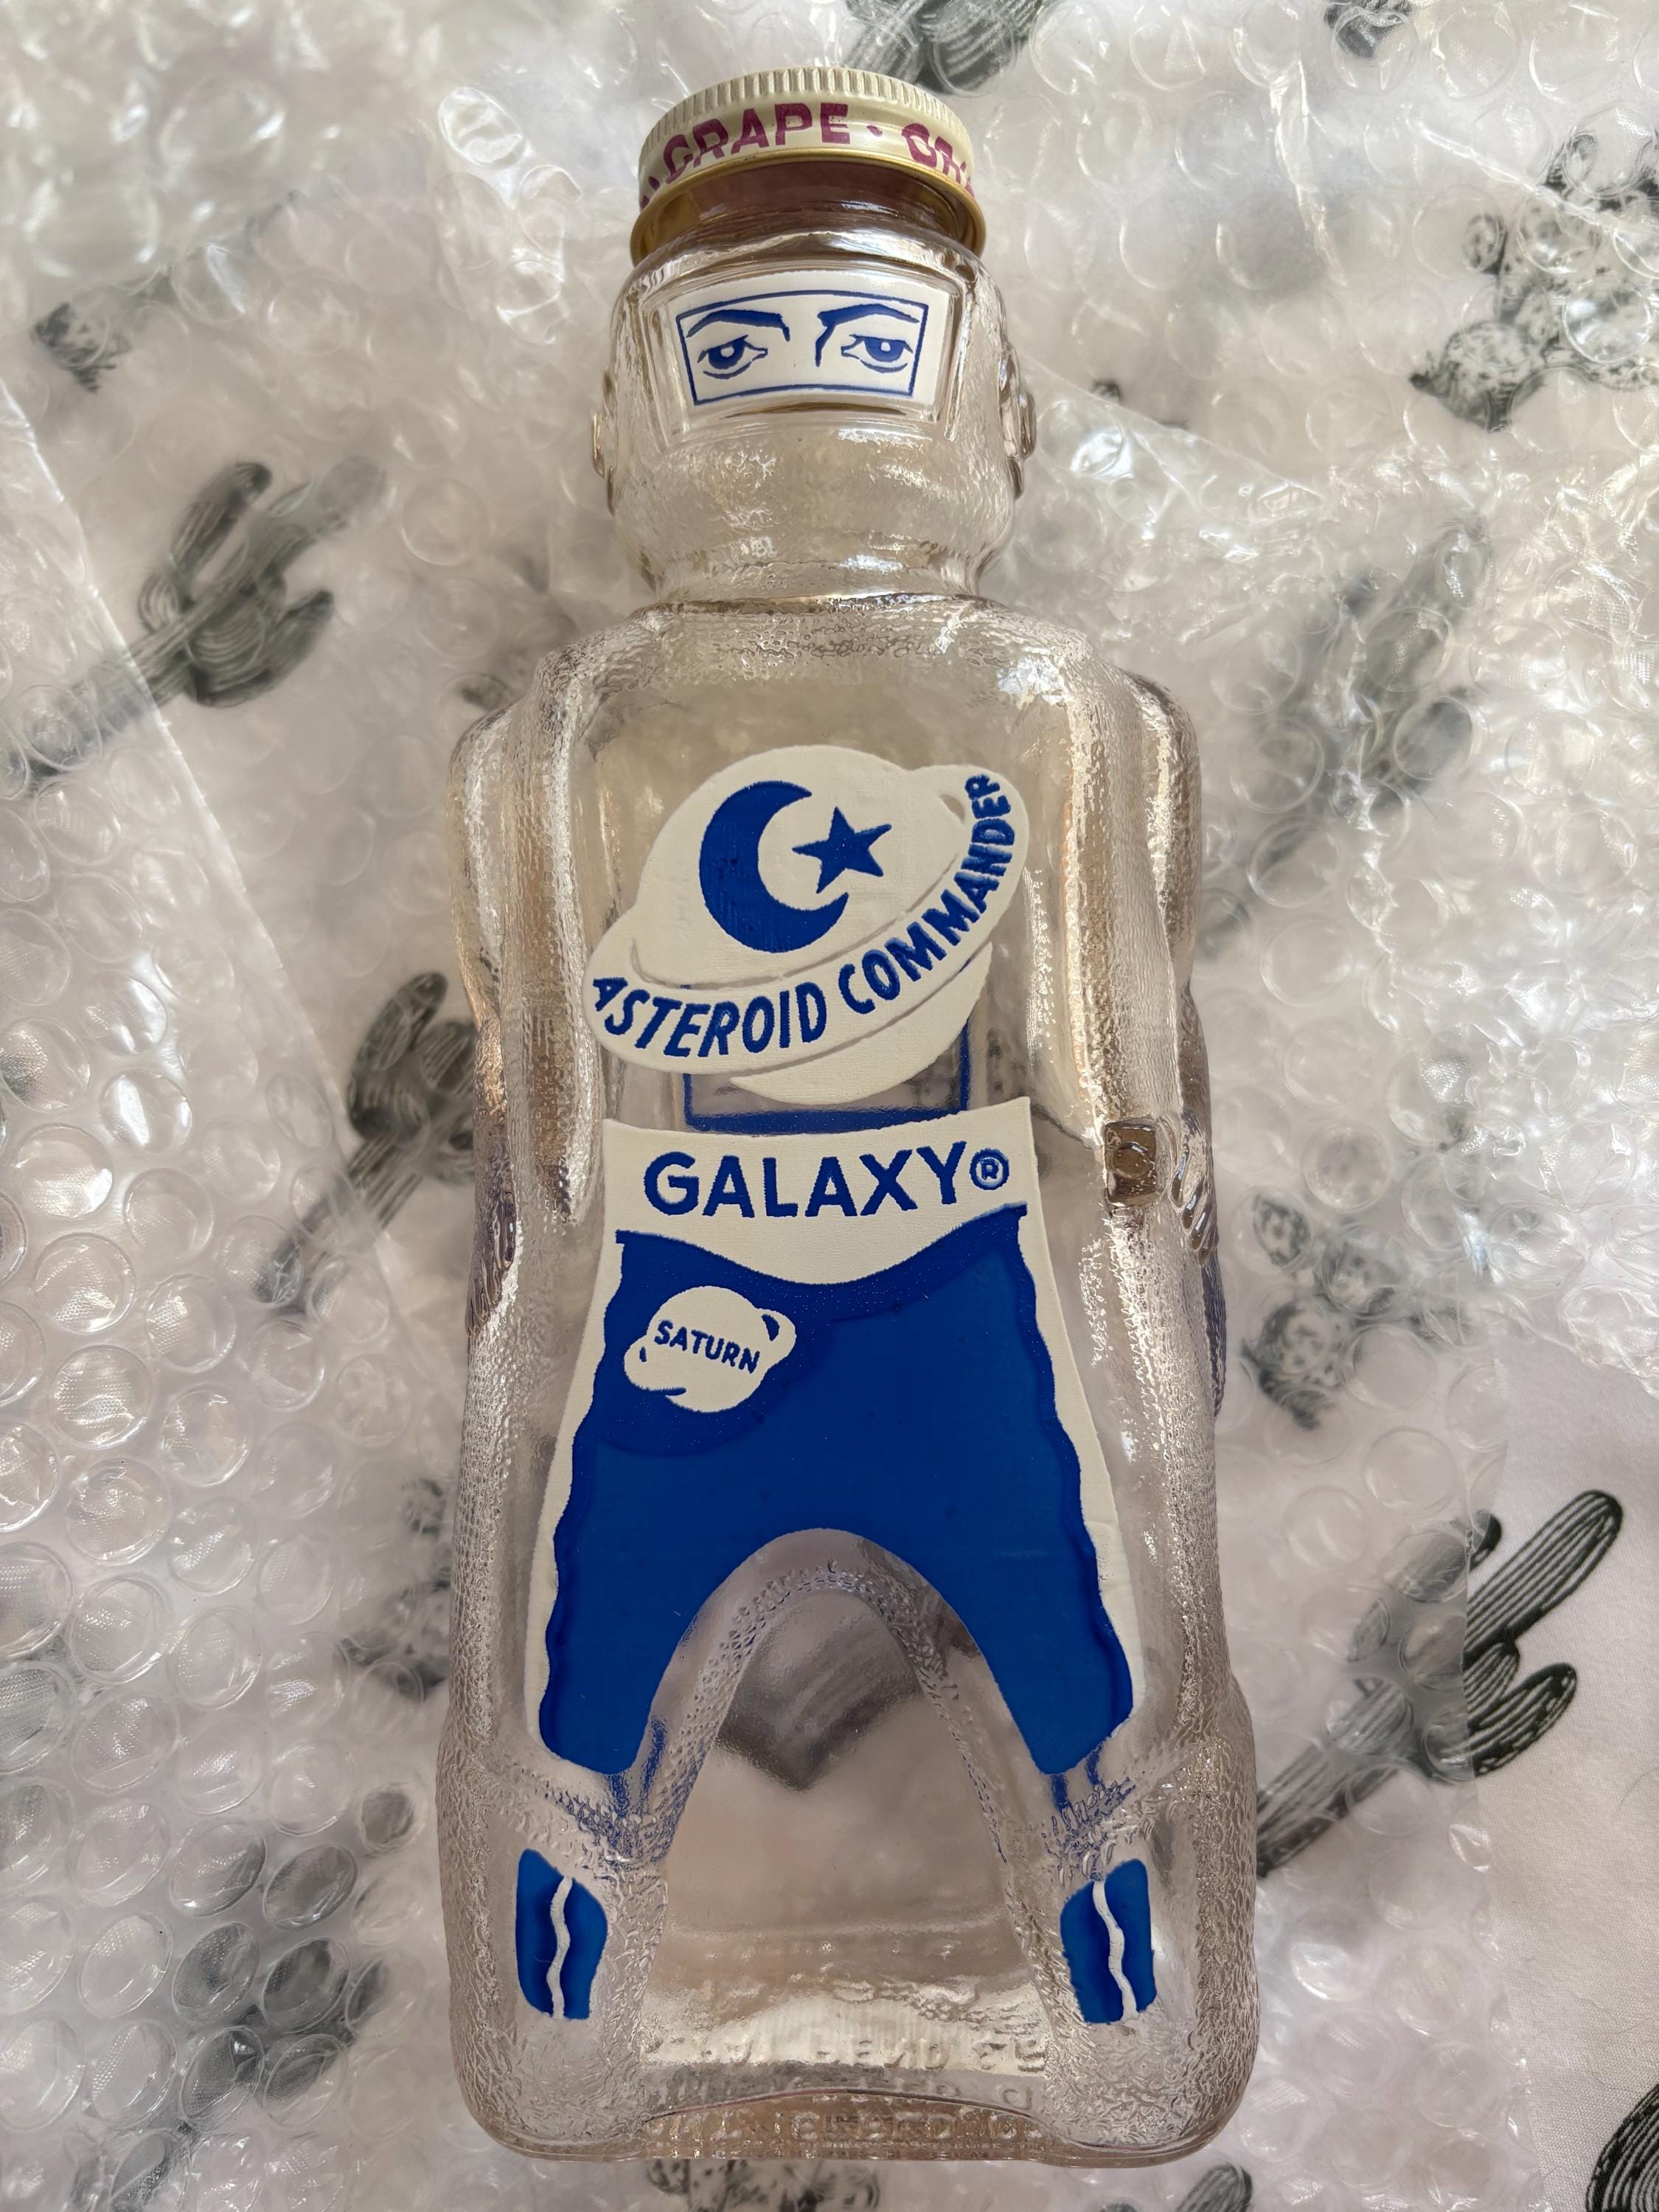 GRAPE ·
ASTEROID COMMANDER
GALAXY®
SATURN